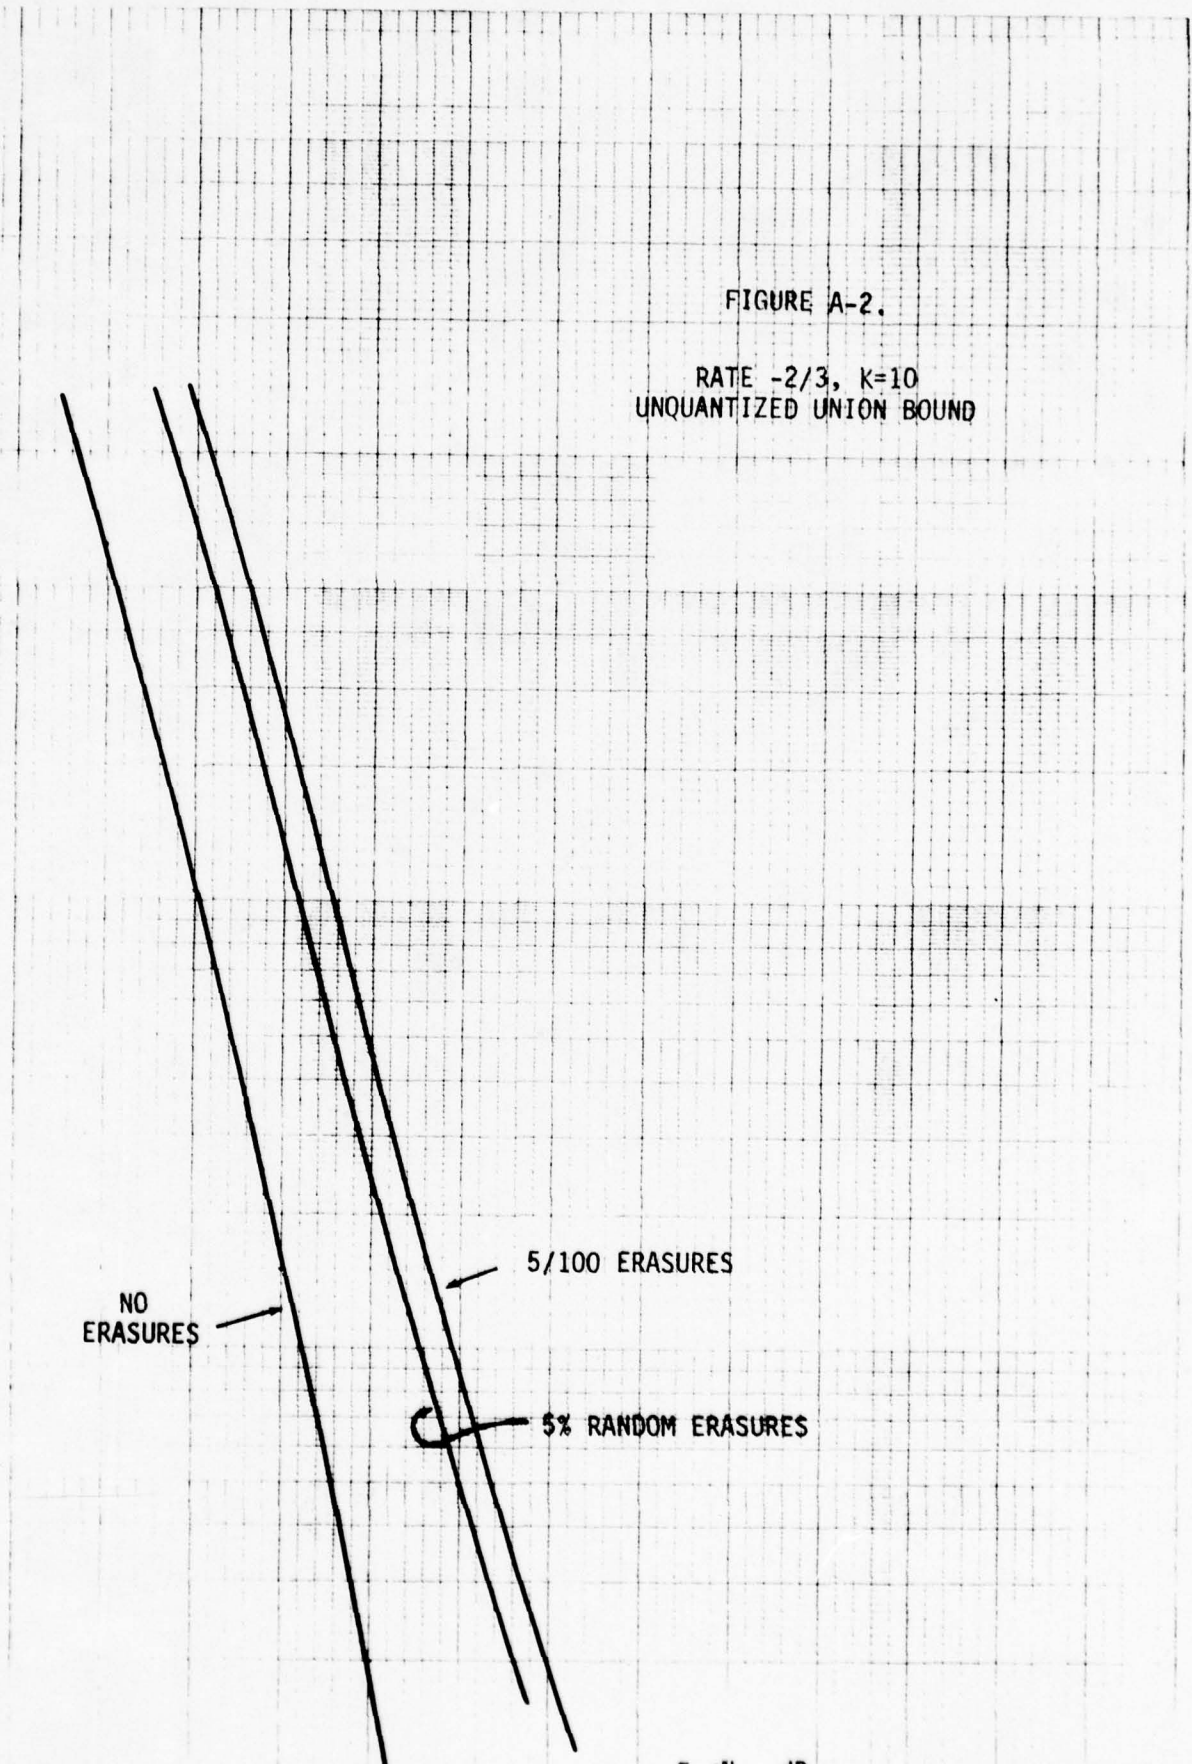 FIGURE A-2.
RATE -2/3, K=10
UNQUANTIZED UNION BOUND
5/100 ERASURES
NO
ERASURES
5% RANDOM ERASURES